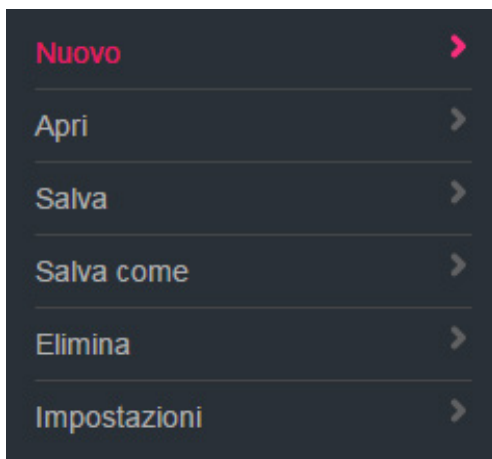 Nuovo
Apri
Salva
Salva come
Elimina
Impostazioni